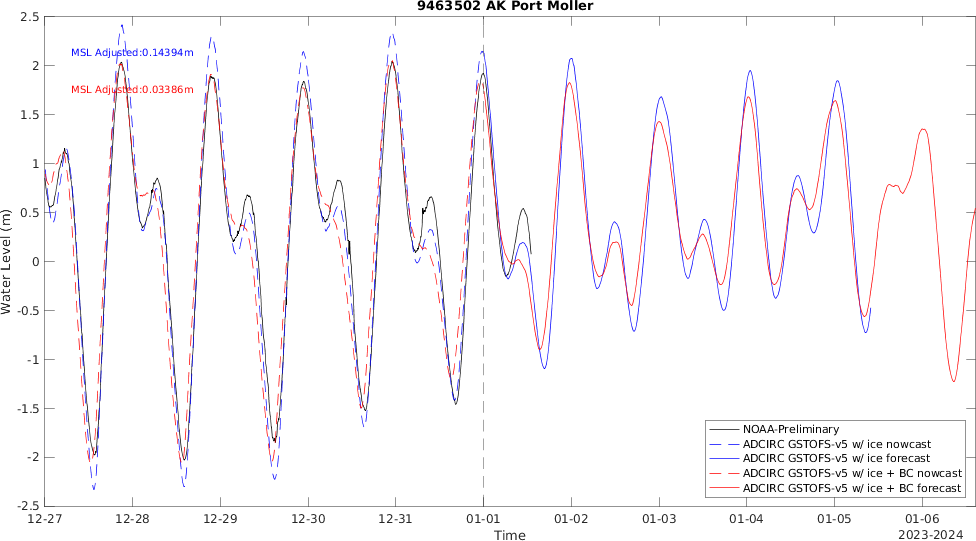 9463502 AK Port Moller
MSL Adjusted:0.14394m
MSL Adjusted:0.03386m
Water Level (m)
2.5
2
1.5
1
0.5
0
-0.5
-1
-1.5
-2
-2.5
NOAA-Preliminary
ADCIRC GSTOFS-v5 w/ ice nowcast
ADCIRC GSTOFS-v5 w/ ice forecast
ADCIRC GSTOFS-v5 w/ ice + BC nowcast
ADCIRC GSTOFS-v5 w/ ice + BC forecast
12-27 12-28 12-29 12-30 12-31 01-01 01-02 01-03 01-04 01-05 01-06
Time
2023-2024